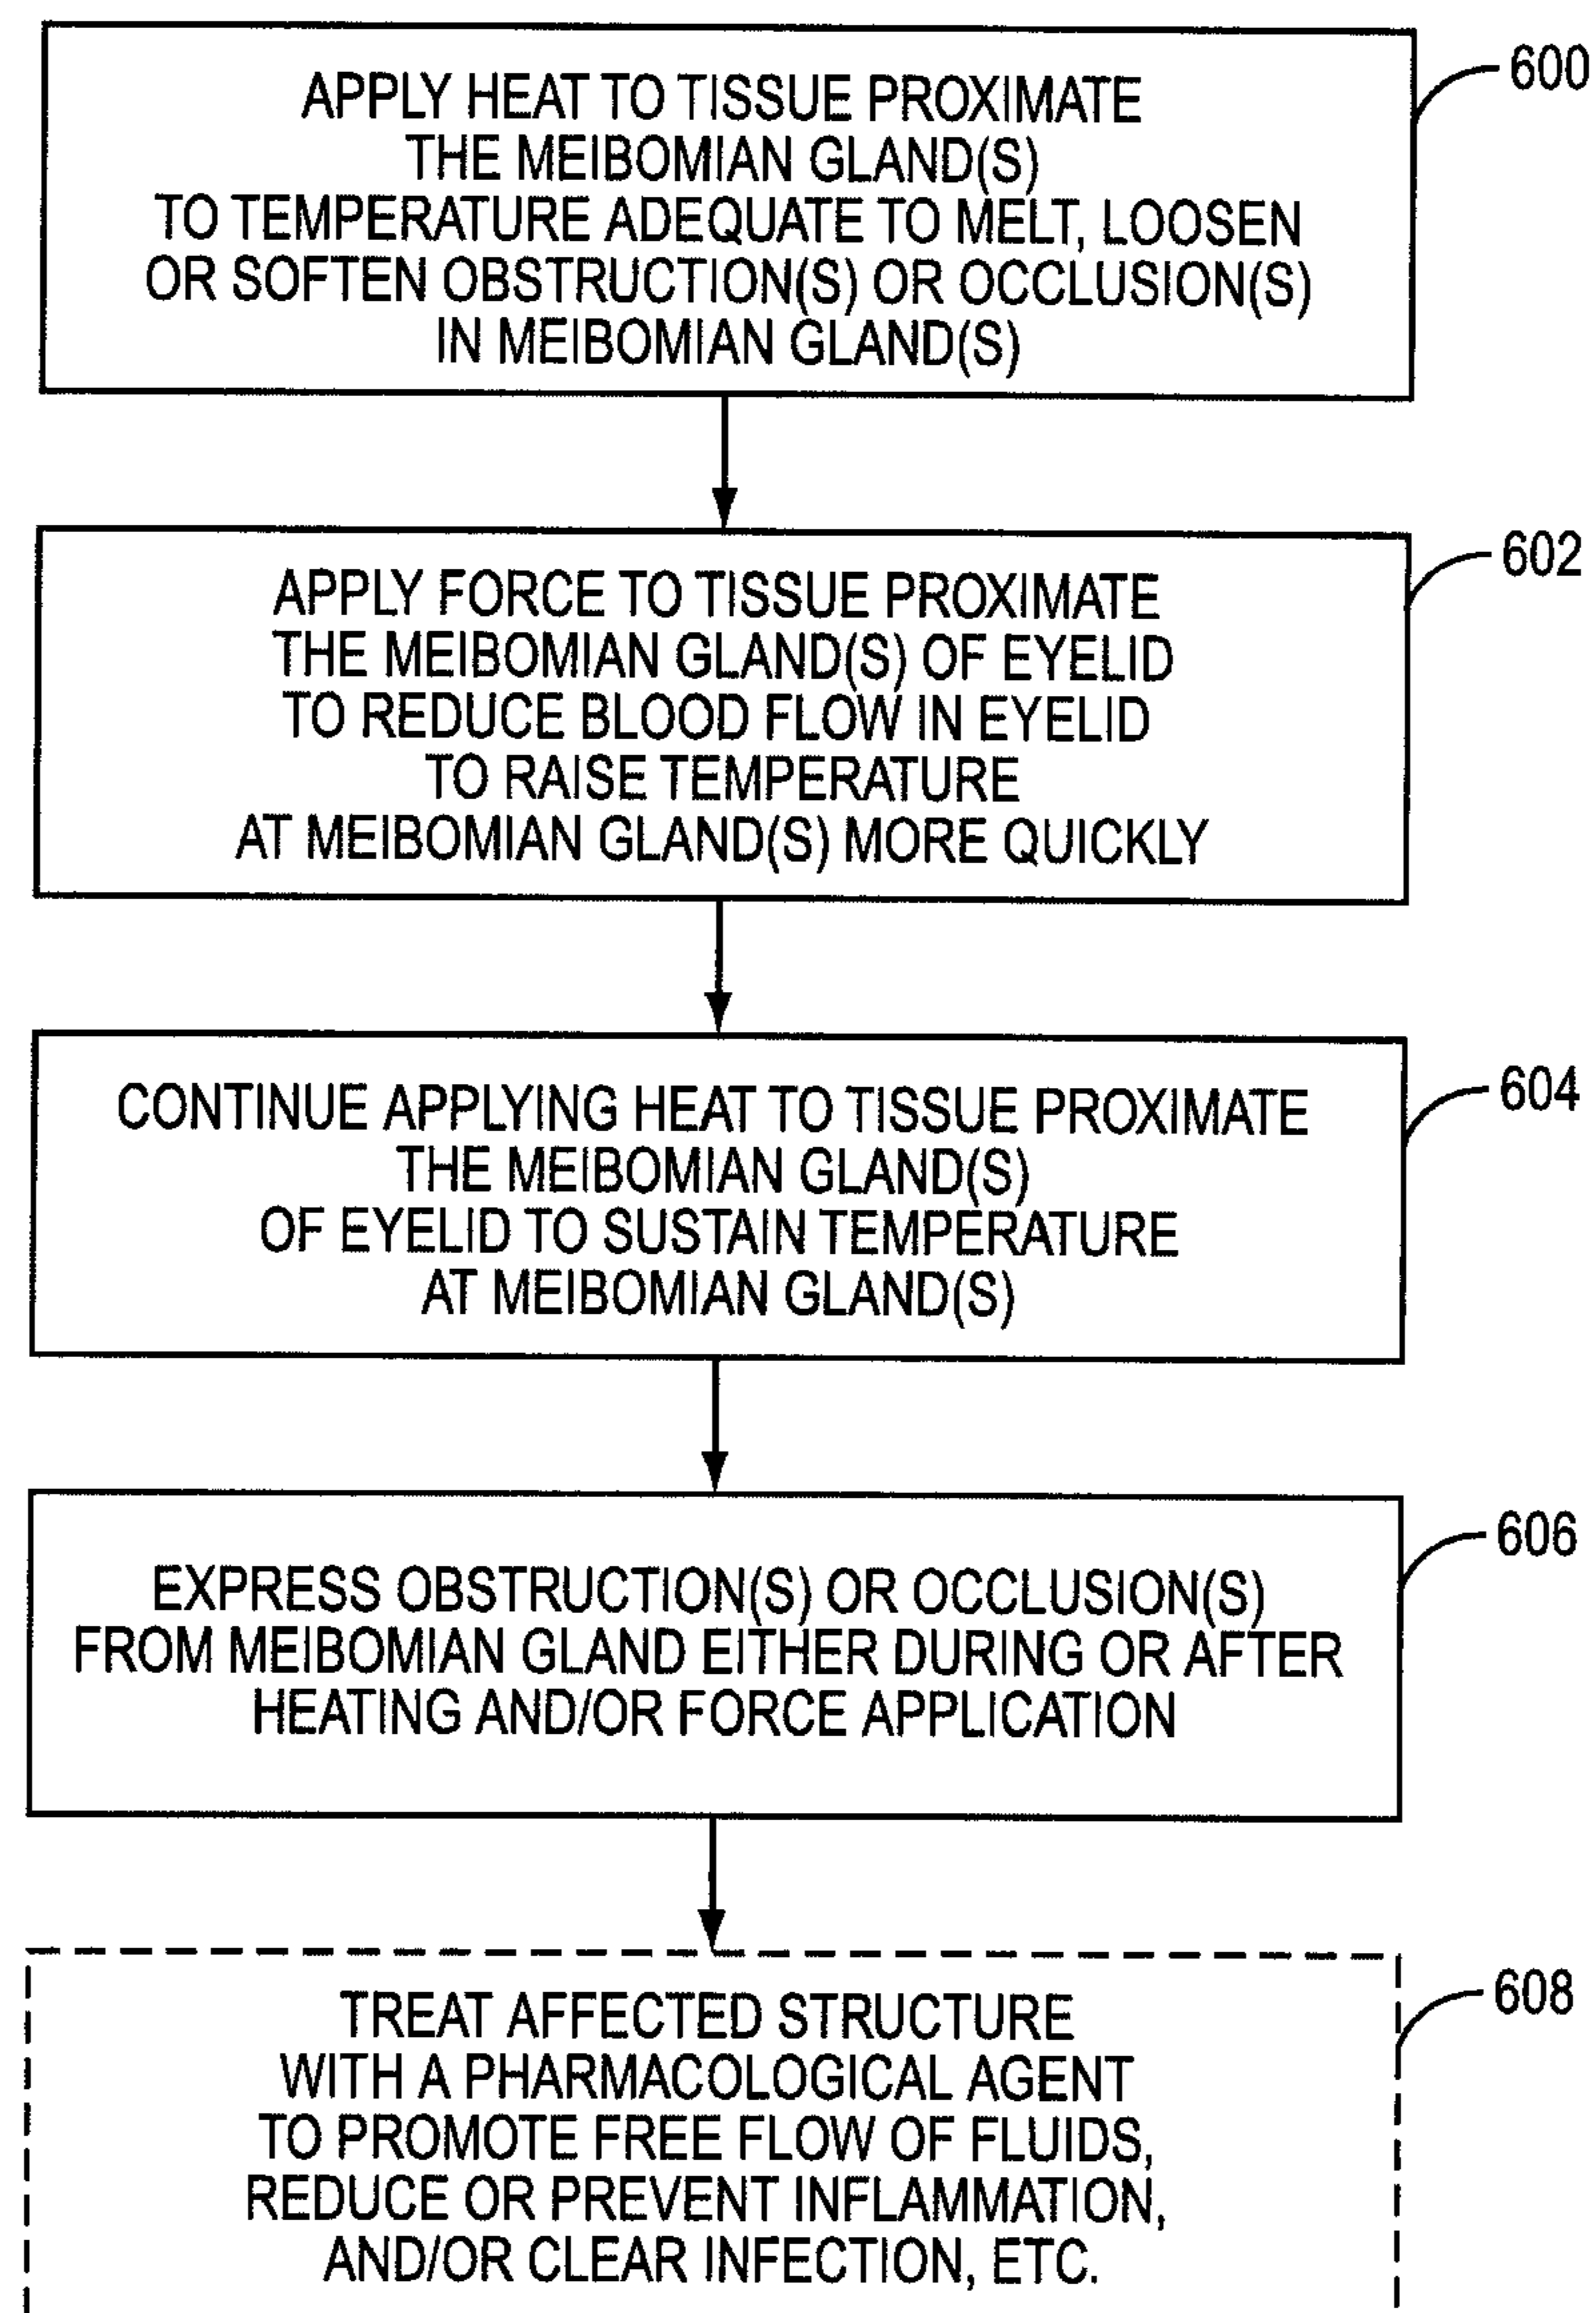 APPLY HEAT TO TISSUE PROXIMATE
THE MEIBOMIAN GLAND(S)
TO TEMPERATURE ADEQUATE TO MELT, LOOSEN
OR SOFTEN OBSTRUCTION(S) OR OCCLUSION(S)
IN MEIBOMIAN GLAND(S)
600
APPLY FORCE TO TISSUE PROXIMATE
THE MEIBOMIAN GLAND(S) OF EYELID
TO REDUCE BLOOD FLOW IN EYELID
TO RAISE TEMPERATURE
AT MEIBOMIAN GLAND(S) MORE QUICKLY
602
CONTINUE APPLYING HEAT TO TISSUE PROXIMATE
THE MEIBOMIAN GLAND(S)
OF EYELID TO SUSTAIN TEMPERATURE
AT MEIBOMIAN GLAND(S)
604
EXPRESS OBSTRUCTION(S) OR OCCLUSION(S)
FROM MEIBOMIAN GLAND EITHER DURING OR AFTER
HEATING AND/OR FORCE APPLICATION
606
TREAT AFFECTED STRUCTURE
WITH A PHARMACOLOGICAL AGENT
TO PROMOTE FREE FLOW OF FLUIDS,
REDUCE OR PREVENT INFLAMMATION,
AND/OR CLEAR INFECTION, ETC.
608